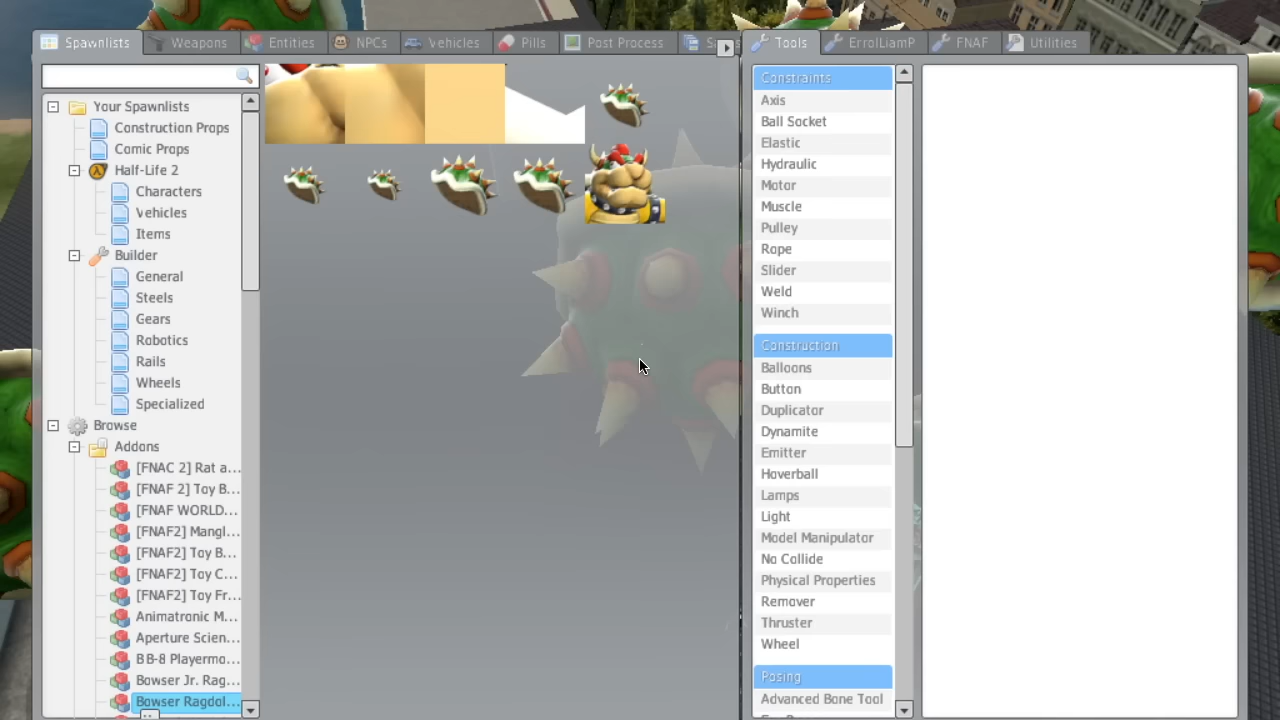 Spawnlists
Weapons
Entities
NPCs
Vehicles
Pills
Post Process
Your Spawnlists
Construction Props
Comic Props
Half-Life 2
Characters
Vehicles
Items
Builder
General
Steels
Gears
Robotics
Rails
Wheels
Specialized
Browse
Addons
[FNAC 2] Rat a...
[FNAF 2] Toy B...
[FNAF WORLD...
[FNAF2] Mangl...
[FNAF2] Toy B...
[FNAF2] Toy C...
[FNAF2] Toy Fr...
Animatronic M...
Aperture Scien...
BB-8 Playermo...
Bowser Jr. Rag...
Bowser Ragdol...
Tools
ErrolLiamP
FNAF
Utilities
Constraints
Axis
Ball Socket
Elastic
Hydraulic
Motor
Muscle
Pulley
Rope
Slider
Weld
Winch
Construction
Balloons
Button
Duplicator
Dynamite
Emitter
Hoverball
Lamps
Light
Model Manipulator
No Collide
Physical Properties
Remover
Thruster
Wheel
Posing
Advanced Bone Tool